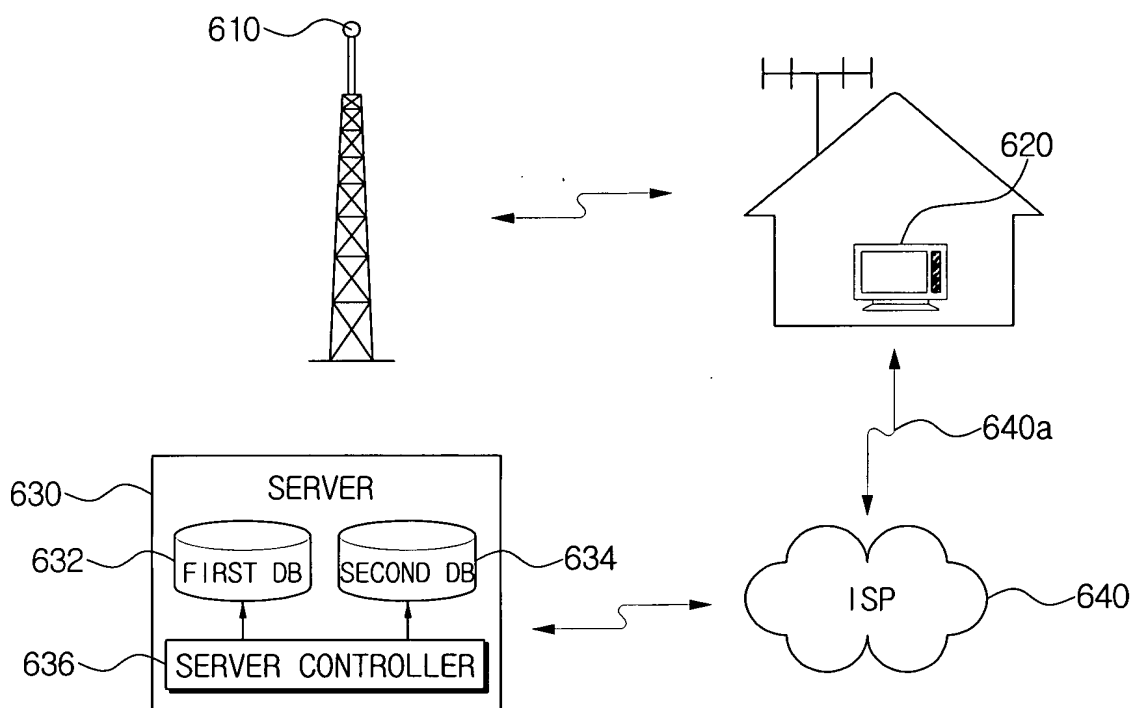 610
620
640a
630
SERVER
632
FIRST DB
SECOND DB
634
ISP
640
636
SERVER CONTROLLER